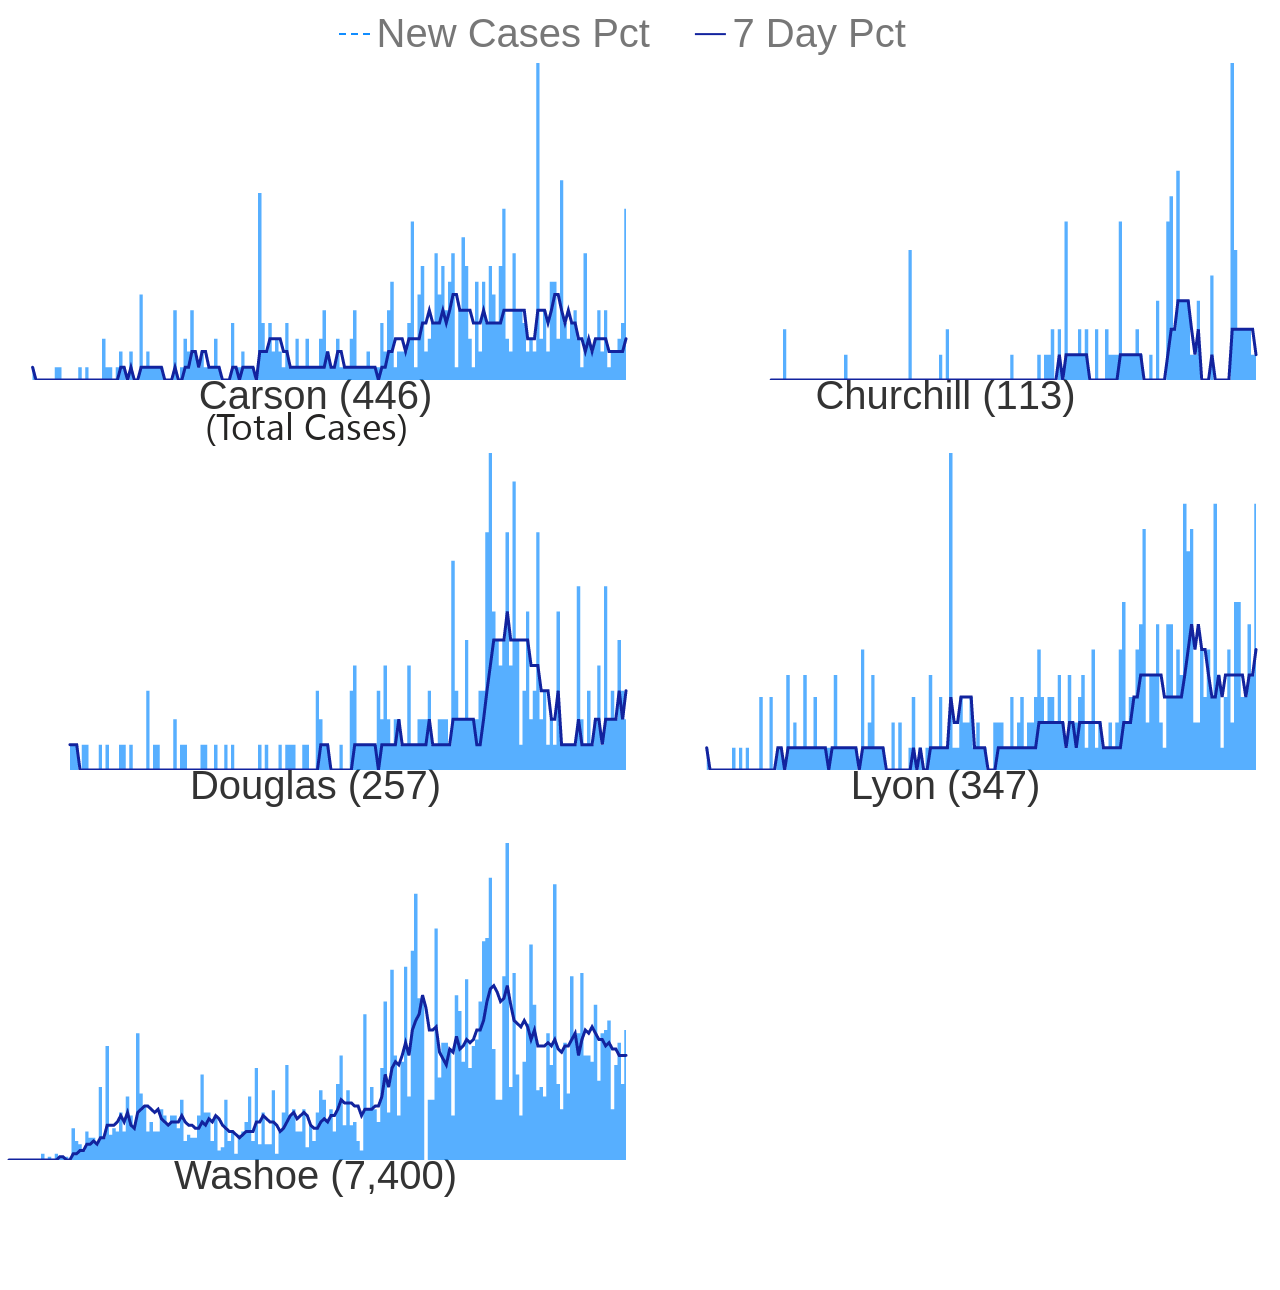 New Cases Pct 7 Day Pct
Carson (446)
(Total Cases)
Churchill (113)
Douglas (257)
Lyon (347)
Washoe (7,400)